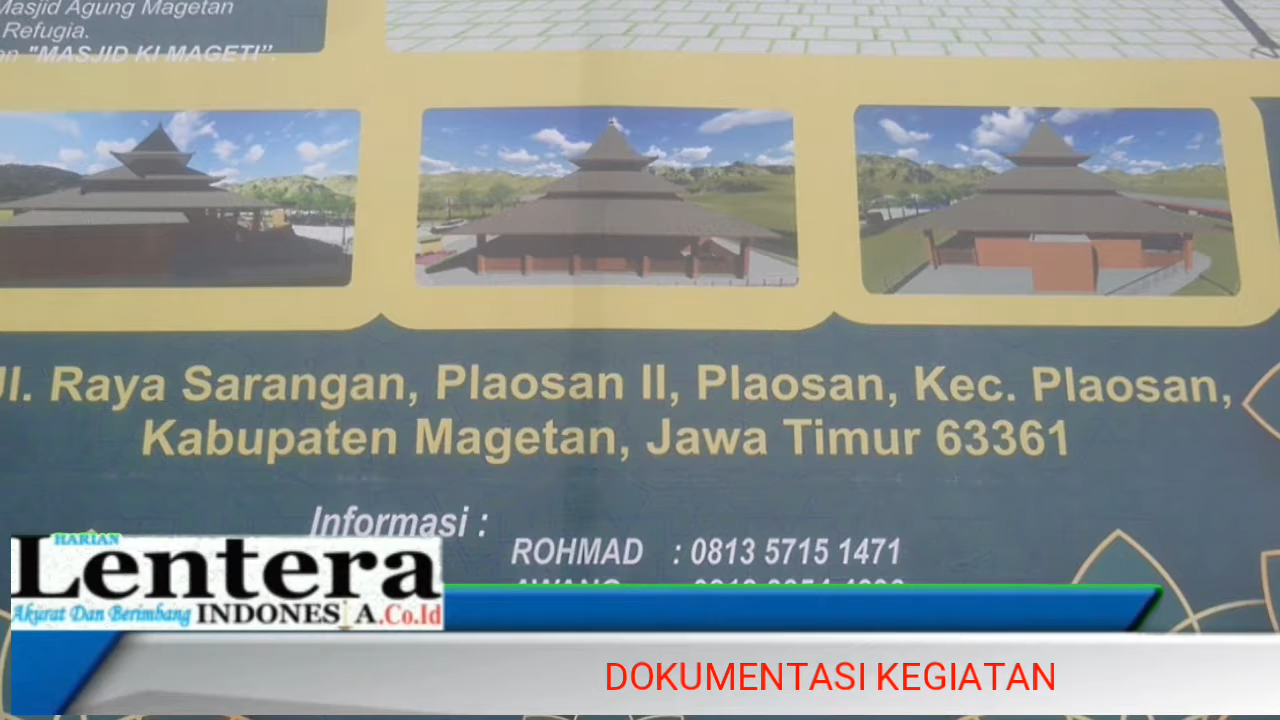 Masjid Agung Magetan
Refugia.
"MASJID KI MAGETI".
Jl. Raya Sarangan, Plaosan II, Plaosan, Kec. Plaosan,
Kabupaten Magetan, Jawa Timur 63361
Informasi :
ROHMAD : 0813 5715 1471
HARIAN
Lentera
Akurat Dan Berimbang INDONESIA.Co.Id
DOKUMENTASI KEGIATAN